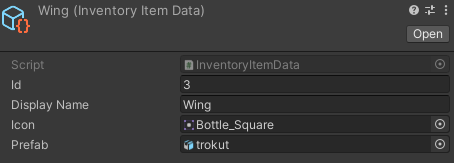 Wing (Inventory Item Data)
Open
Script InventoryItemData
Id 3
Display Name Wing
Icon Bottle_Square
Prefab trokut